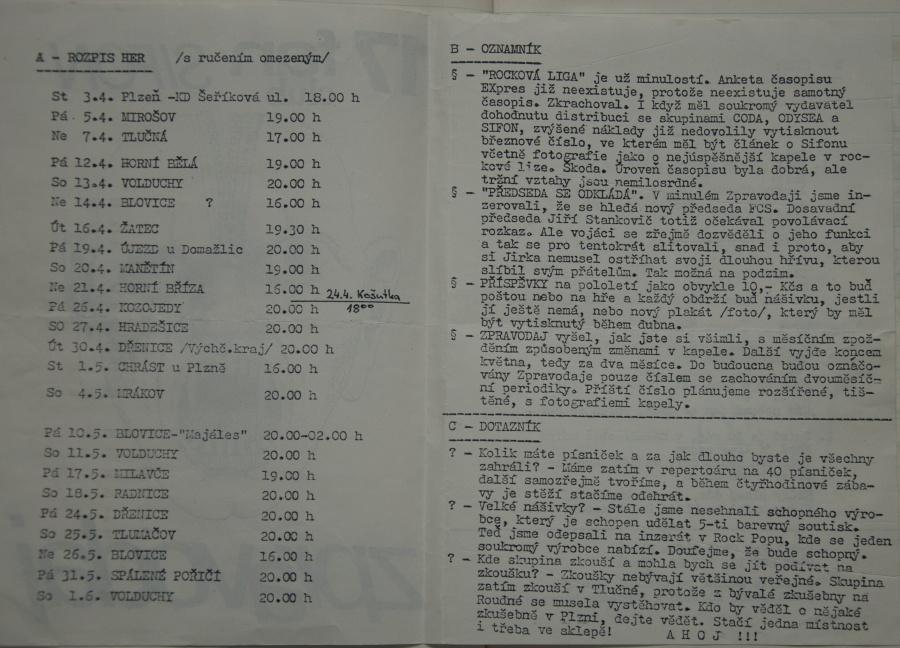 A - ROZPIS HER /s ručením omezeným/
St 3.4. Plzeň -KD Šeříková ul. 18.00 h
Pá 5.4. MIROŠOV 19.00 h
Ne 7.4. TLUČNÁ 17.00 h
Pá 12.4. HORNÍ BĚLÁ 19.00 h
So 13.4. VOLDUCHY 20.00 h
Ne 14.4. BLOVICE ? 16.00 h
Út 16.4. ŽATEC 19.30 h
Pá 19.4. ÚJEZD u Domažlic 20.00 h
So 20.4. MANĚTÍN 19.00 h
Ne 21.4. HORNÍ BŘÍZA 16.00 h 24.4. Košutka
Pá 26.4. KOZOJEDY 20.00 h 18⁰⁰
SO 27.4. HRADEŠICE 20.00 h
Út 30.4. DŘENICE /Výchč.kraj/ 20.00 h
St 1.5. CHRÁST u Plzně 16.00 h
So 4.5. MRÁKOV 20.00 h
Pá 10.5. BLOVICE-"Majáles" 20.00-02.00 h
So 11.5. VOLDUCHY 20.00 h
Pá 17.5. MILAVČE 19.00 h
So 18.5. RADNICE 20.00 h
Pá 24.5. DŘENICE 20.00 h
So 25.5. TLUMAČOV 20.00 h
Ne 26.5. BLOVICE 16.00 h
Pá 31.5. SPÁLENÉ POŘÍČÍ 20.00 h
So 1.6. VOLDUCHY 20.00 h
B - OZNAMNÍK
§ - "ROCKOVÁ LIGA" je už minulostí. Anketa časopisu
EXpres již neexistuje, protože neexistuje samotný
časopis. Zkrachoval. I když měl soukromý vydavatel
dohodnutu distribuci se skupinami CODA, ODYSEA a
SIFON, zvýšené náklady již nedovolily vytisknout
březnové číslo, ve kterém měl být článek o Sifonu
včetně fotografie jako o nejúspěšnější kapele v roc-
kové lize. Škoda. Úroveň časopisu byla dobrá, ale
tržní vztahy jsou nemilosrdné.
§ - "PŘEDSEDA SE ODKLÁDÁ". V minulém Zpravodaji jsme in-
zerovali, že se hledá nový předseda FCS. Dosavadní
předseda Jiří Stankovič totiž očekával povolávací
rozkaz. Ale vojáci se zřejmě dozvěděli o jeho funkci
a tak se pro tentokrát slitovali, snad i proto, aby
si Jirka nemusel ostříhat svoji dlouhou hřívu, kterou
slíbil svým přátelům. Tak možná na podzim.
§ - PŘÍSPĚVKY na pololetí jako obvykle 10,- Kčs a to buď
poštou nebo na hře a každý obdrží buď nášivku, jestli
jí ještě nemá, nebo nový plakát /foto/, který by měl
být vytisknutý během dubna.
§ - ZPRAVODAJ vyšel, jak jste si všimli, s měsíčním zpož-
děním způsobeným změnami v kapele. Další vyjde koncem
května, tedy za dva měsíce. Do budoucna budou označo-
vány Zpravodaje pouze číslem se zachováním dvouměsíč-
ní periodiky. Příští číslo plánujeme rozšířené, tiš-
těné, s fotografiemi kapely.
C - DOTAZNÍK
? - Kolik máte písniček a za jak dlouho byste je všechny
zahráli? - Máme zatím v repertoáru na 40 písniček,
další samozřejmě tvoříme, a během čtyřhodinové zába-
vy je stěží stačíme odehrát.
? - Velké nášivky? - Stále jsme nesehnali schopného výro-
bce, který je schopen udělat 5-ti barevný soutisk.
Teď jsme odepsali na inzerát v Rock Popu, kde se jeden
soukromý výrobce nabízí. Doufejme, že bude schopný.
? - Kde skupina zkouší a mohla bych se jít podívat na
zkoušku? - Zkoušky nebývají většinou veřejné. Skupina
zatím zkouší v Tlučné, protože z bývalé zkušebny na
Roudné se musela vystěhovat. Kdo by věděl o nějaké
zkušebně v Plzni, dejte vědět. Stačí jedna místnost
i třeba ve sklepě! A H O J !!!